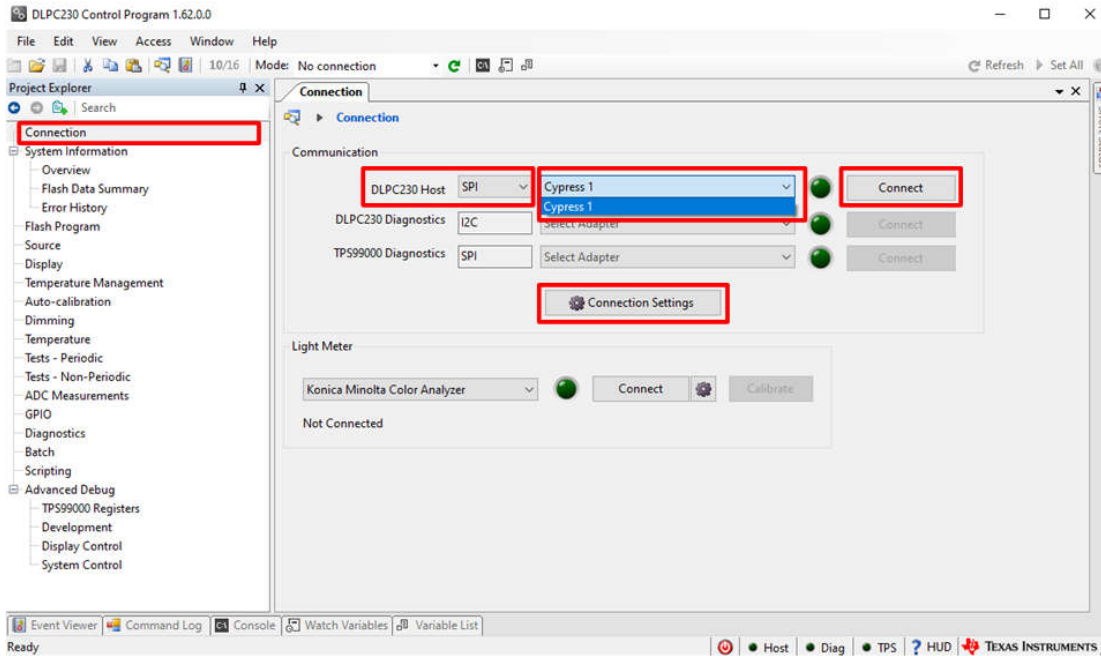 DLPC230 Control Program 1.62.0.0
File Edit View Access Window Help
10/16 Mode: No connection Refresh Set All
Project Explorer
Search
Connection
System Information
Overview
Flash Data Summary
Error History
Flash Program
Source
Display
Temperature Management
Auto-calibration
Dimming
Temperature
Tests - Periodic
Tests - Non-Periodic
ADC Measurements
GPIO
Diagnostics
Batch
Scripting
Advanced Debug
TPS99000 Registers
Development
Display Control
System Control
Connection
Connection
Communication
DLPC230 Host SPI Cypress 1 Connect
Cypress 1
DLPC230 Diagnostics I2C Select Adapter Connect
TPS99000 Diagnostics SPI Select Adapter Connect
Connection Settings
Light Meter
Konica Minolta Color Analyzer Connect Calibrate
Not Connected
Event Viewer Command Log Console Watch Variables Variable List
Ready Host Diag TPS HUD TEXAS INSTRUMENTS